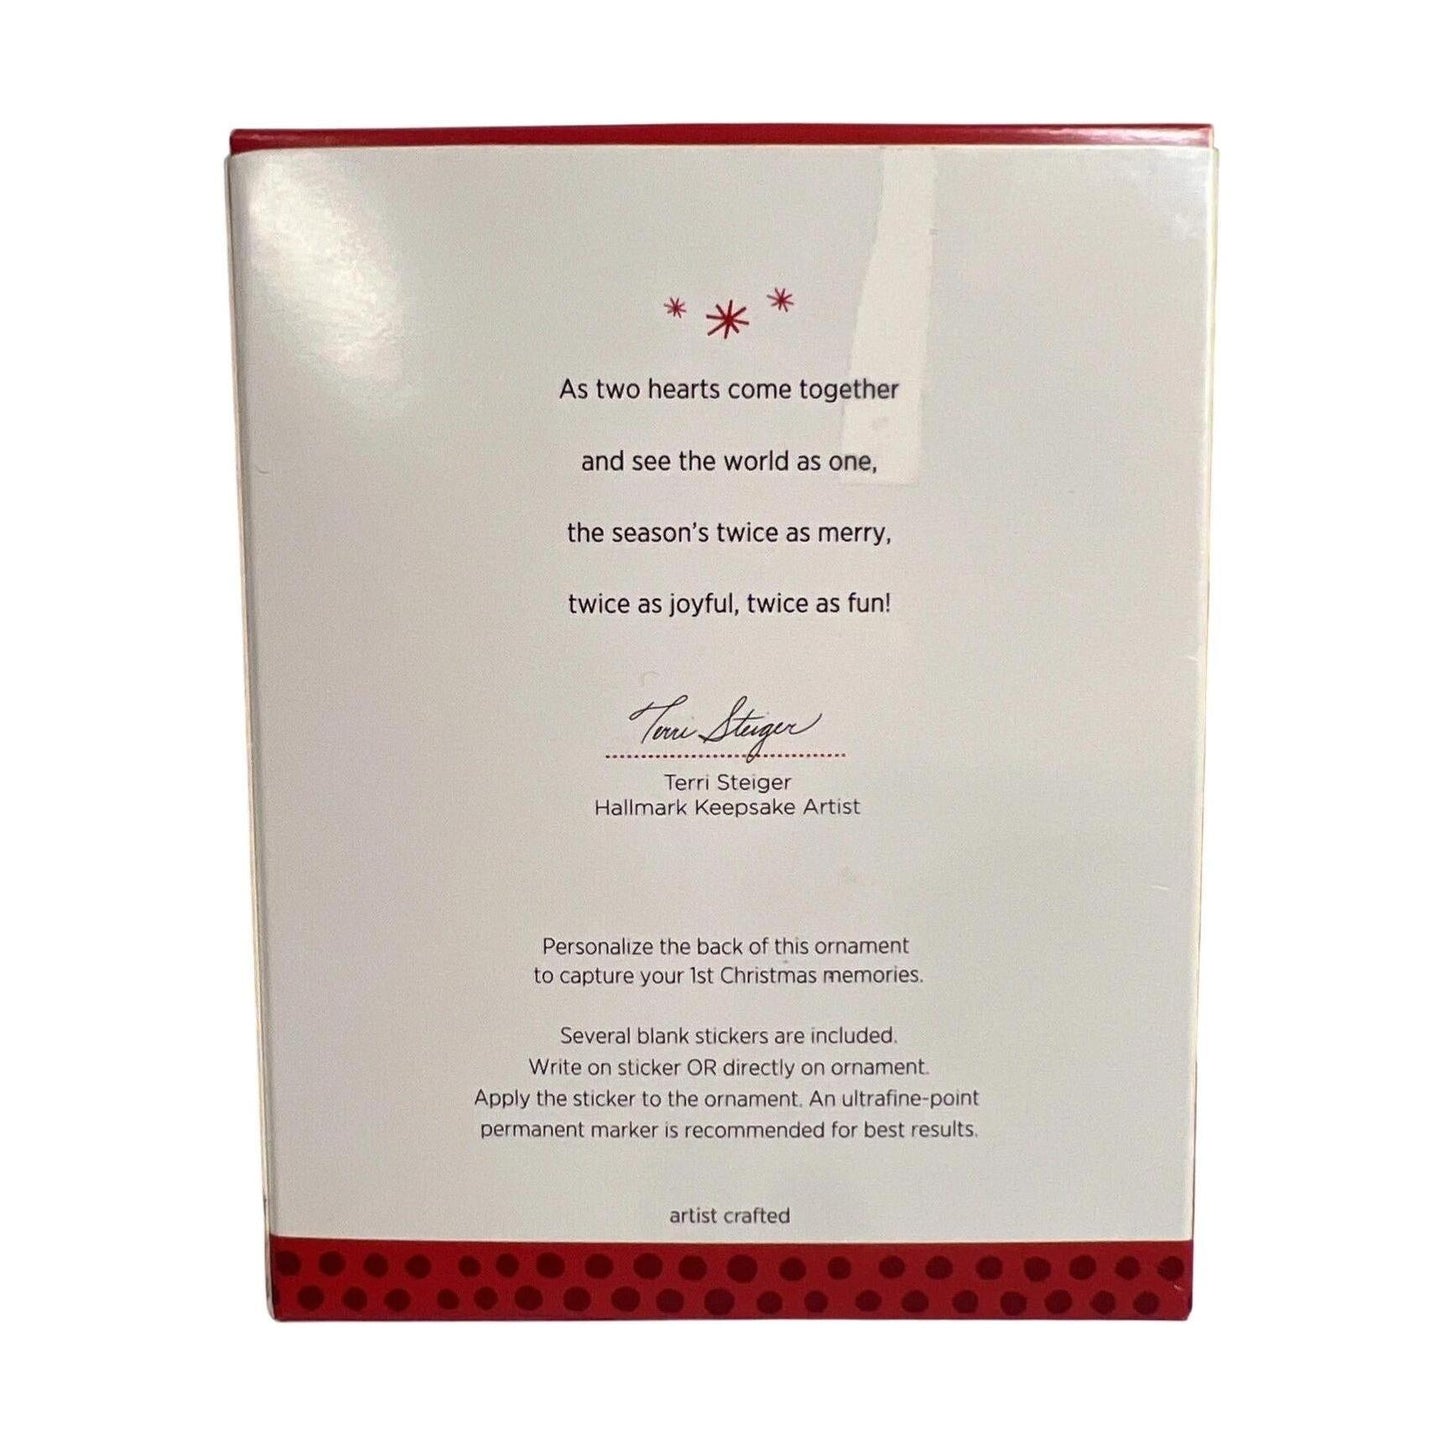 As two hearts come together
and see the world as one,
the season's twice as merry,
twice as joyful, twice as fun!
Terri Steiger
Terri Steiger
Hallmark Keepsake Artist
Personalize the back of this ornament
to capture your 1st Christmas memories.
Several blank stickers are included.
Write on sticker OR directly on ornament.
Apply the sticker to the ornament. An ultrafine-point
permanent marker is recommended for best results.
artist crafted